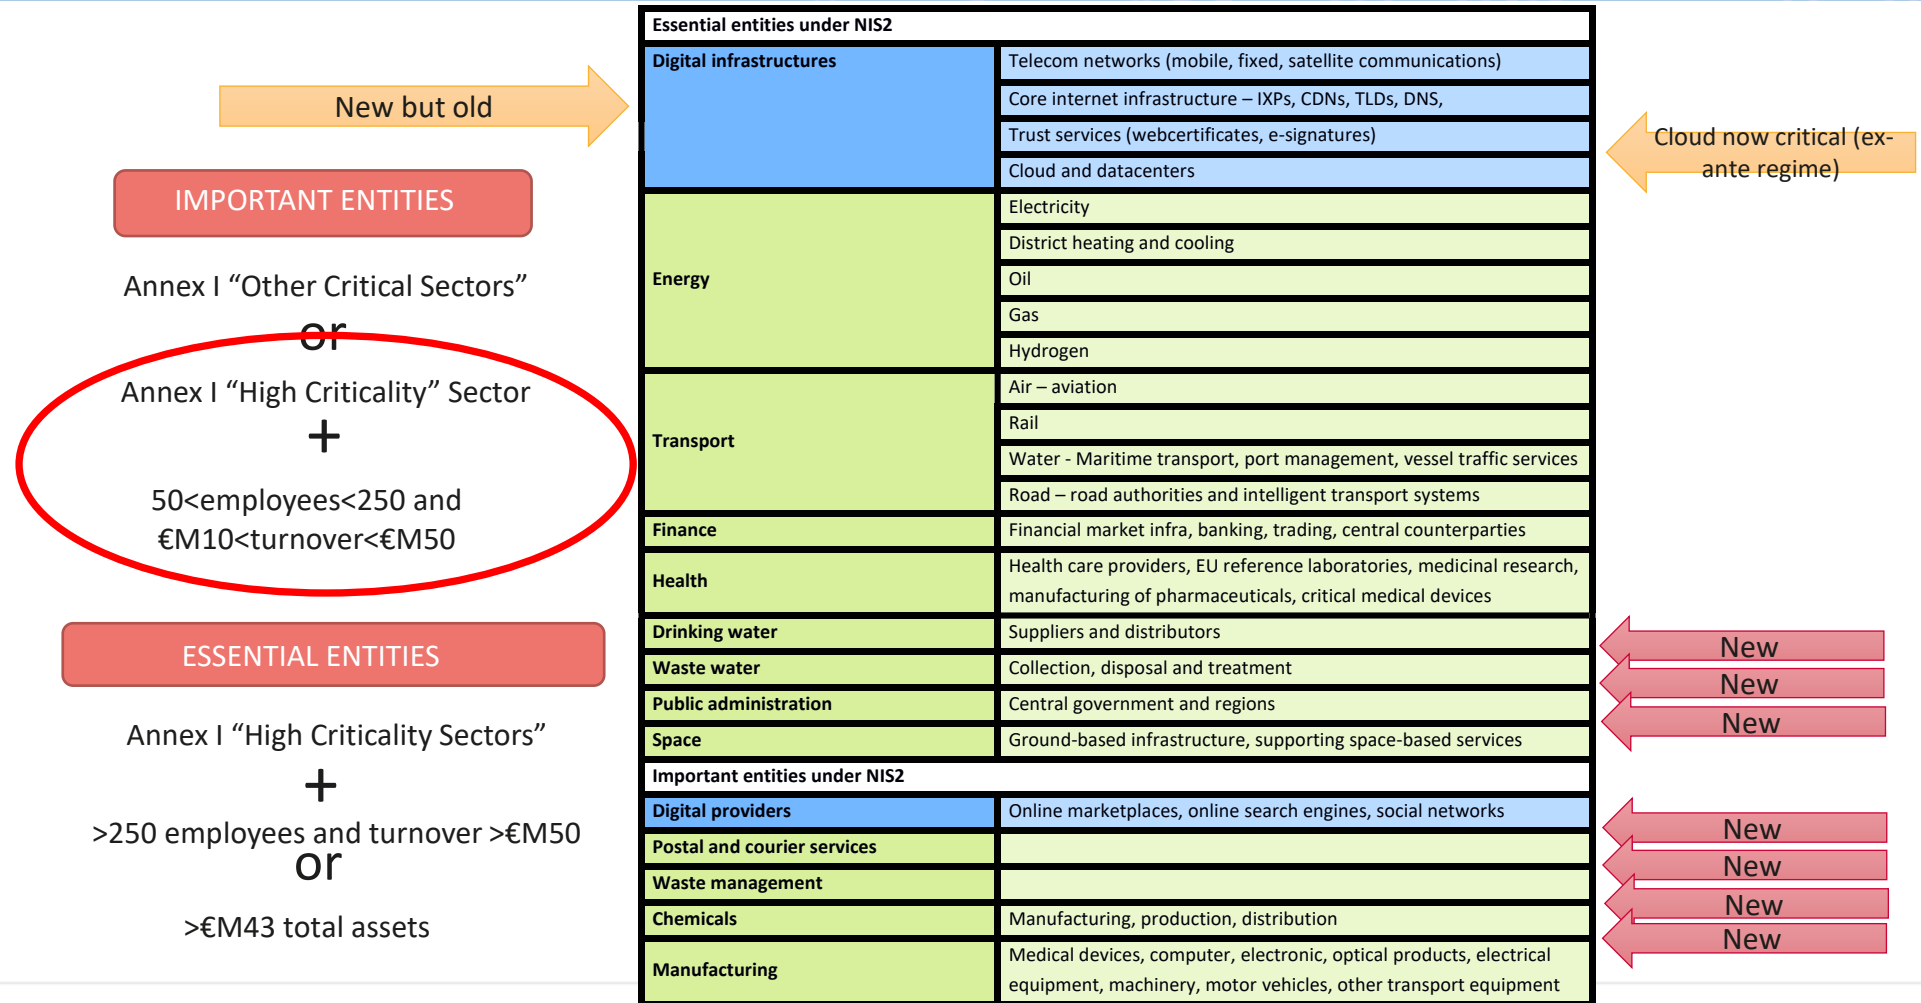 New but old
IMPORTANT ENTITIES
Annex I “Other Critical Sectors”
or
Annex I “High Criticality” Sector
+
50<employees<250 and
€M10<turnover<€M50
ESSENTIAL ENTITIES
Annex I “High Criticality Sectors”
+
>250 employees and turnover >€M50
or
>€M43 total assets
Essential entities under NIS2
Digital infrastructures
Telecom networks (mobile, fixed, satellite communications)
Core internet infrastructure – IXPs, CDNs, TLDs, DNS,
Trust services (webcertificates, e-signatures)
Cloud and datacenters
Energy
Electricity
District heating and cooling
Oil
Gas
Hydrogen
Transport
Air – aviation
Rail
Water - Maritime transport, port management, vessel traffic services
Road – road authorities and intelligent transport systems
Finance
Financial market infra, banking, trading, central counterparties
Health
Health care providers, EU reference laboratories, medicinal research,
manufacturing of pharmaceuticals, critical medical devices
Drinking water
Suppliers and distributors
Waste water
Collection, disposal and treatment
Public administration
Central government and regions
Space
Ground-based infrastructure, supporting space-based services
Important entities under NIS2
Digital providers
Online marketplaces, online search engines, social networks
Postal and courier services
Waste management
Chemicals
Manufacturing, production, distribution
Manufacturing
Medical devices, computer, electronic, optical products, electrical
equipment, machinery, motor vehicles, other transport equipment
Cloud now critical (ex-
ante regime)
New
New
New
New
New
New
New